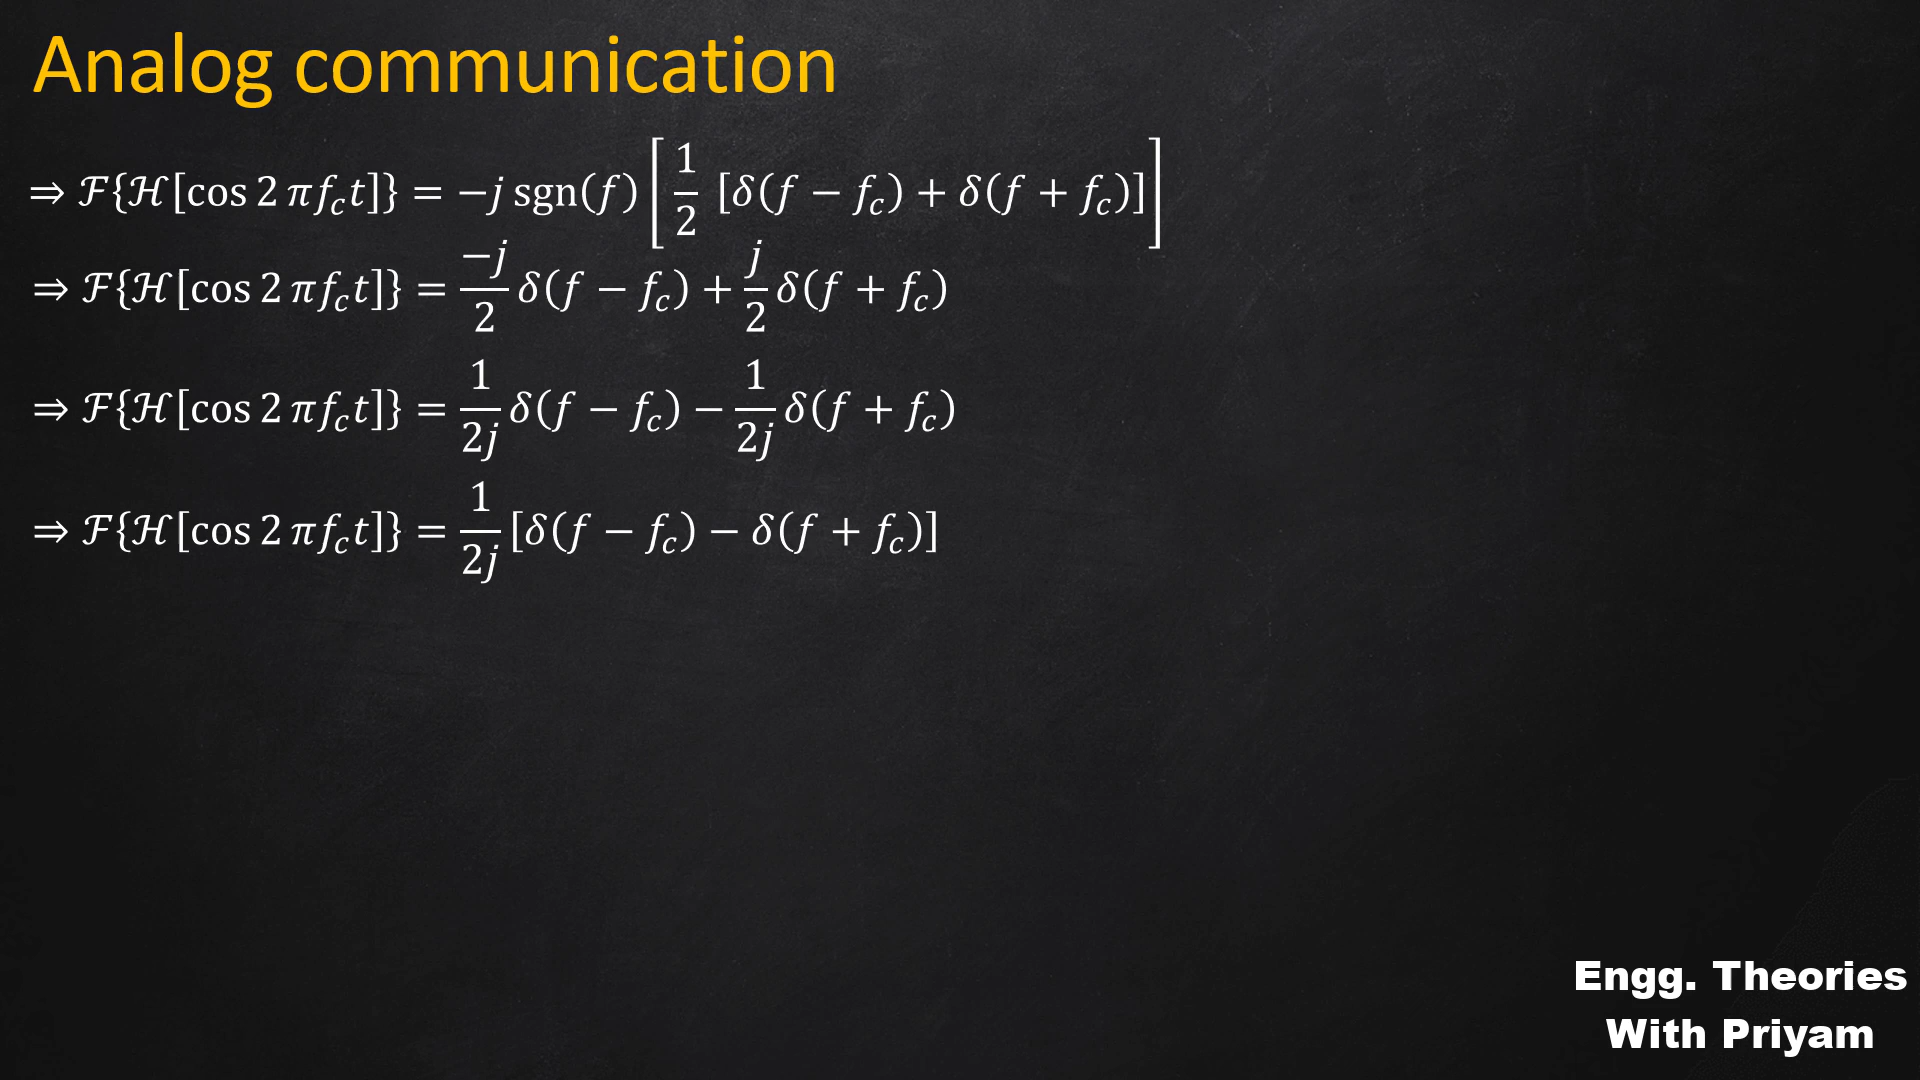 Analog communication
⇒ ℱ{ℋ[cos 2 πf_c t]} = −j sgn(f) [1/2 [δ(f − f_c) + δ(f + f_c)]]
⇒ ℱ{ℋ[cos 2 πf_c t]} = −j/2 δ(f − f_c) + j/2 δ(f + f_c)
⇒ ℱ{ℋ[cos 2 πf_c t]} = 1/2j δ(f − f_c) − 1/2j δ(f + f_c)
⇒ ℱ{ℋ[cos 2 πf_c t]} = 1/2j [δ(f − f_c) − δ(f + f_c)]
Engg. Theories
With Priyam